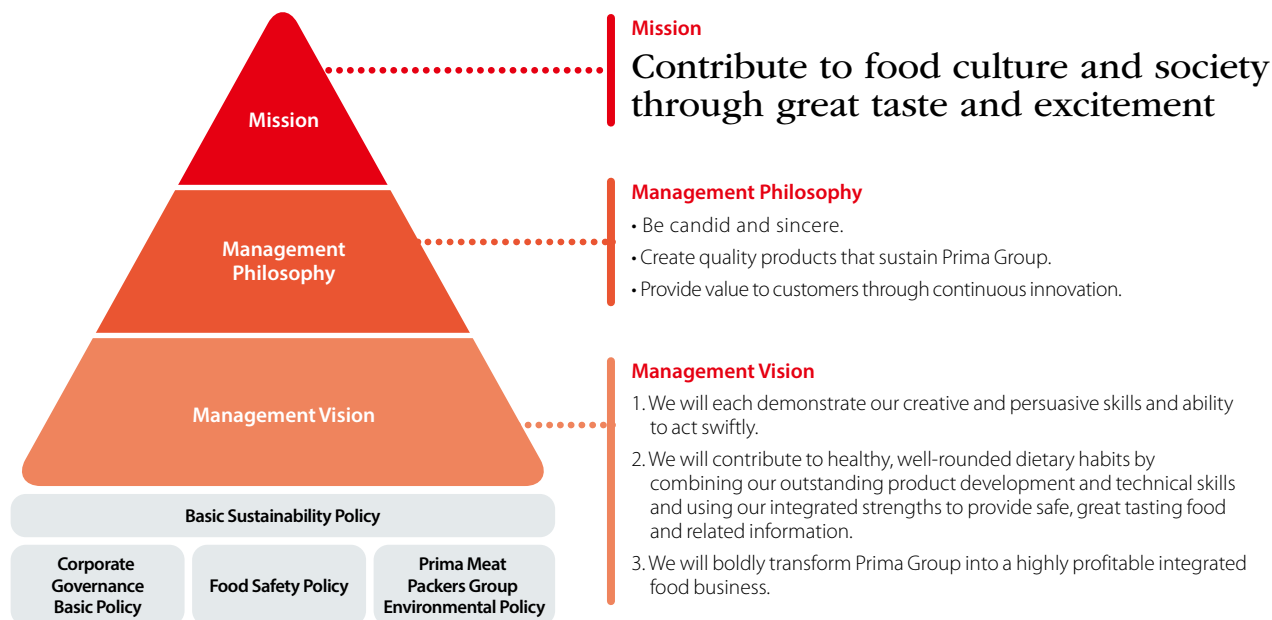 Mission
Management
Philosophy
Management Vision
Basic Sustainability Policy
Corporate
Governance
Basic Policy
Food Safety Policy
Prima Meat
Packers Group
Environmental Policy
Mission
Contribute to food culture and society
through great taste and excitement
Management Philosophy
• Be candid and sincere.
• Create quality products that sustain Prima Group.
• Provide value to customers through continuous innovation.
Management Vision
1. We will each demonstrate our creative and persuasive skills and ability
to act swiftly.
2. We will contribute to healthy, well-rounded dietary habits by
combining our outstanding product development and technical skills
and using our integrated strengths to provide safe, great tasting food
and related information.
3. We will boldly transform Prima Group into a highly profitable integrated
food business.